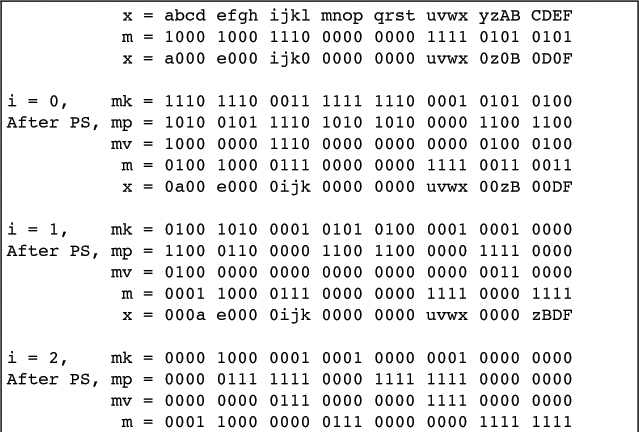 x = abcd efgh ijkl mnop qrst uvwx yzAB CDEF
m = 1000 1000 1110 0000 0000 1111 0101 0101
x = a000 e000 ijk0 0000 0000 uvwx 0z0B 0D0F
i = 0, mk = 1110 1110 0011 1111 1110 0001 0101 0100
After PS, mp = 1010 0101 1110 1010 1010 0000 1100 1100
mv = 1000 0000 1110 0000 0000 0000 0100 0100
m = 0100 1000 0111 0000 0000 1111 0011 0011
x = 0a00 e000 0ijk 0000 0000 uvwx 00zB 00DF
i = 1, mk = 0100 1010 0001 0101 0100 0001 0001 0000
After PS, mp = 1100 0110 0000 1100 1100 0000 1111 0000
mv = 0100 0000 0000 0000 0000 0000 0011 0000
m = 0001 1000 0111 0000 0000 1111 0000 1111
x = 000a e000 0ijk 0000 0000 uvwx 0000 zBDF
i = 2, mk = 0000 1000 0001 0001 0000 0001 0000 0000
After PS, mp = 0000 0111 1111 0000 1111 1111 0000 0000
mv = 0000 0000 0111 0000 0000 1111 0000 0000
m = 0001 1000 0000 0111 0000 0000 1111 1111